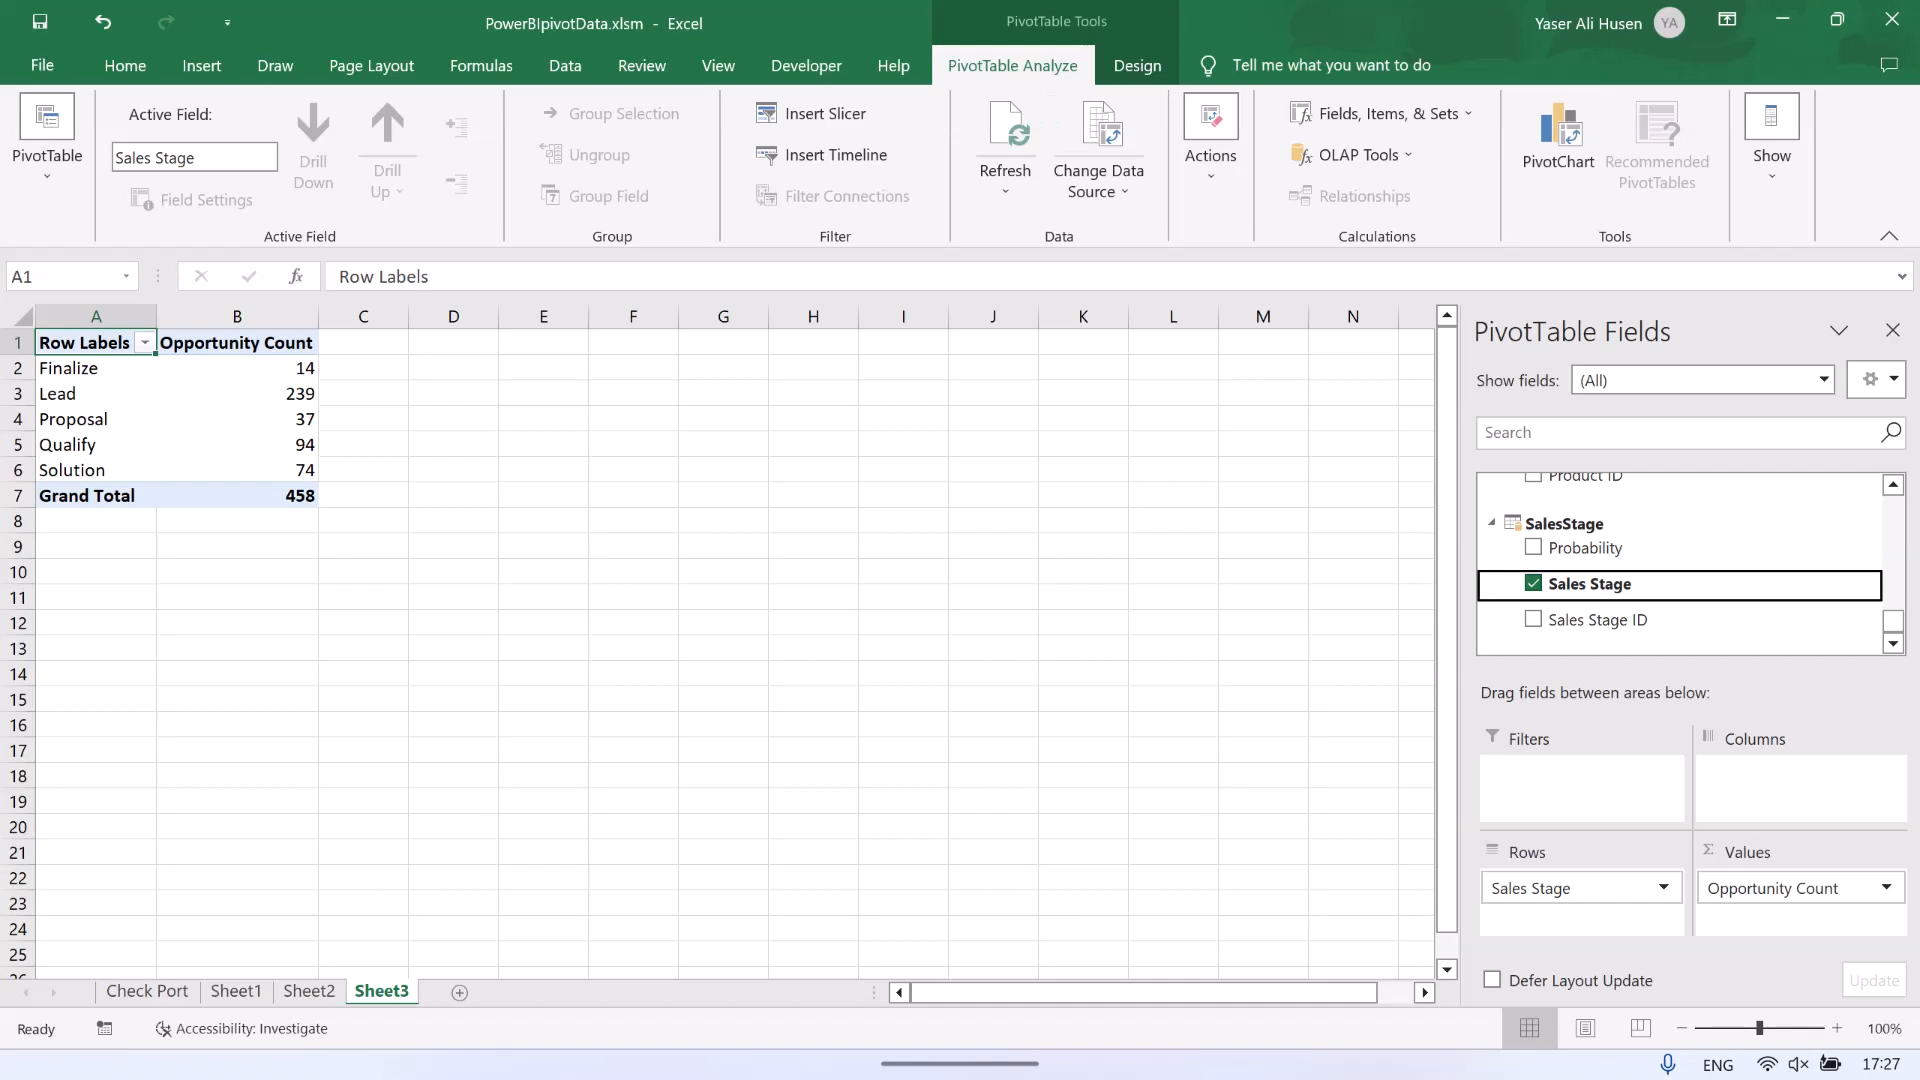 PowerBIpivotData.xlsm - Excel
PivotTable Tools
Yaser Ali Husen
YA
File
Home
Insert
Draw
Page Layout
Formulas
Data
Review
View
Developer
Help
PivotTable Analyze
Design
Tell me what you want to do
PivotTable
Active Field:
Sales Stage
Field Settings
Drill
Down
Drill
Up
Active Field
Group Selection
Ungroup
Group Field
Group
Insert Slicer
Insert Timeline
Filter Connections
Filter
Refresh
Change Data
Source
Data
Actions
Fields, Items, & Sets
OLAP Tools
Relationships
Calculations
PivotChart
Recommended
PivotTables
Tools
Show
A1
fx
Row Labels
A B C D E F G H I J K L M N
1 Row Labels Opportunity Count
2 Finalize 14
3 Lead 239
4 Proposal 37
5 Qualify 94
6 Solution 74
7 Grand Total 458
8
9
10
11
12
13
14
15
16
17
18
19
20
21
22
23
24
25
26
PivotTable Fields
Show fields: (All)
Search
Product ID
SalesStage
Probability
Sales Stage
Sales Stage ID
Drag fields between areas below:
Filters
Columns
Rows
Values
Sales Stage
Opportunity Count
Defer Layout Update
Update
Check Port
Sheet1
Sheet2
Sheet3
Ready
Accessibility: Investigate
100%
ENG
17:27